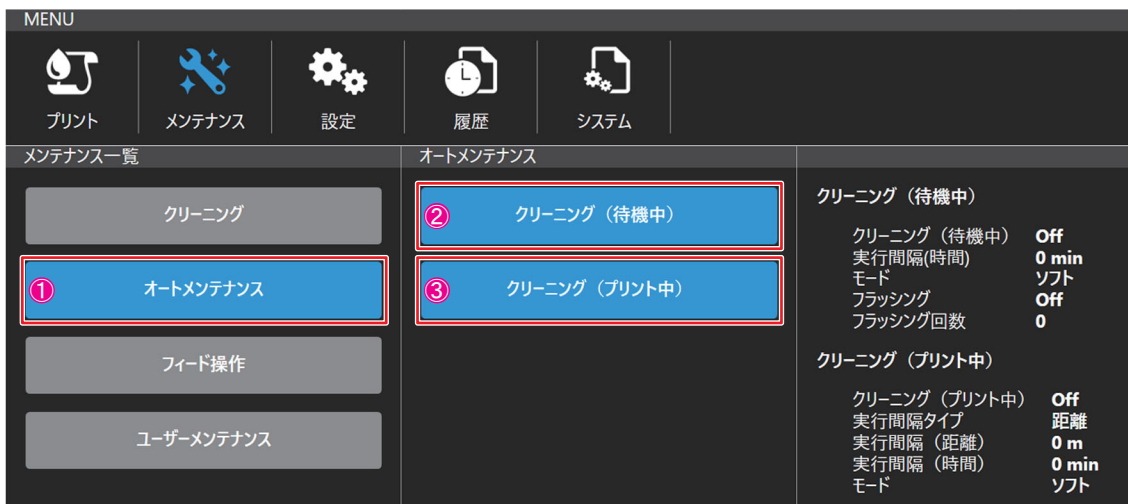 MENU
プリント
メンテナンス
設定
履歴
システム
メンテナンス一覧
クリーニング
① オートメンテナンス
フィード操作
ユーザーメンテナンス
オートメンテナンス
② クリーニング（待機中）
③ クリーニング（プリント中）
クリーニング（待機中）
クリーニング（待機中） Off
実行間隔(時間) 0 min
モード ソフト
フラッシング Off
フラッシング回数 0
クリーニング（プリント中）
クリーニング（プリント中） Off
実行間隔タイプ 距離
実行間隔（距離） 0 m
実行間隔（時間） 0 min
モード ソフト